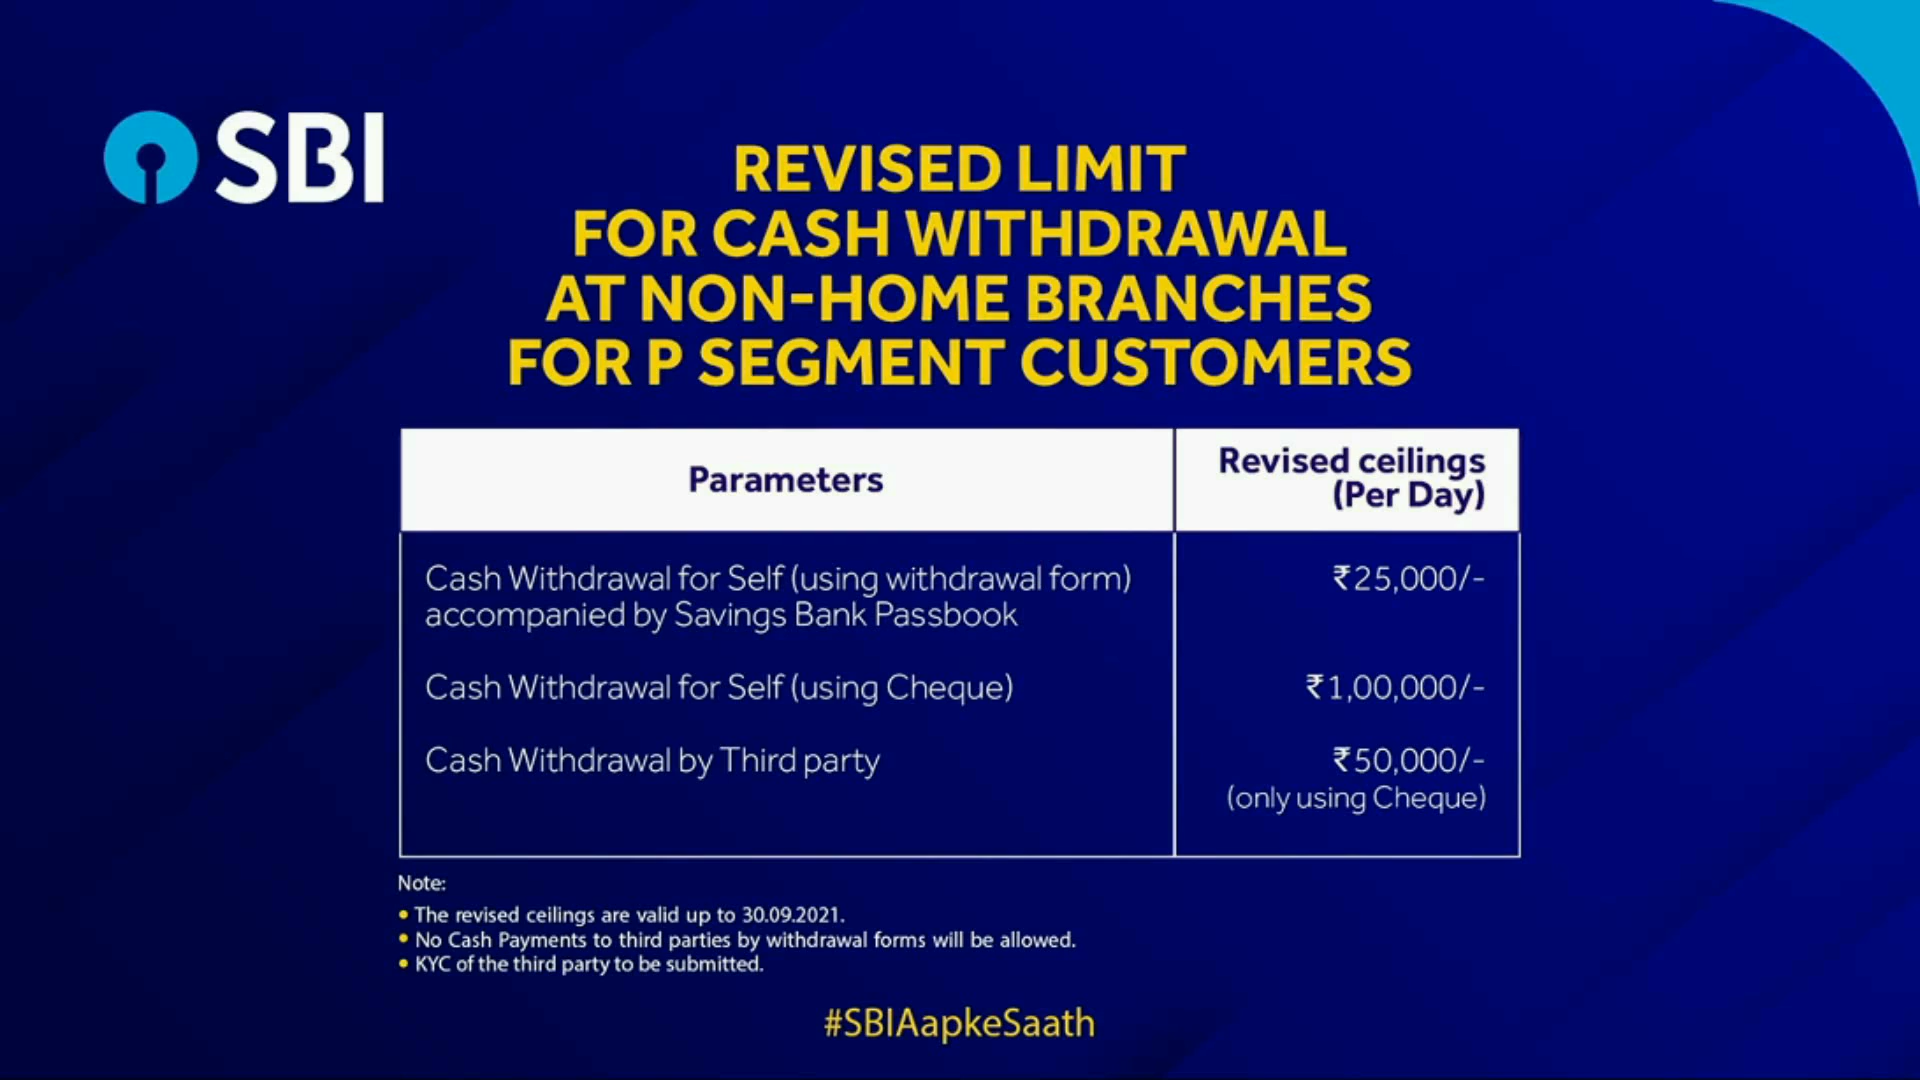 SBI
REVISED LIMIT
FOR CASH WITHDRAWAL
AT NON-HOME BRANCHES
FOR P SEGMENT CUSTOMERS
Parameters
Revised ceilings
(Per Day)
Cash Withdrawal for Self (using withdrawal form)
accompanied by Savings Bank Passbook
₹25,000/-
Cash Withdrawal for Self (using Cheque)
₹1,00,000/-
Cash Withdrawal by Third party
₹50,000/-
(only using Cheque)
Note:
• The revised ceilings are valid up to 30.09.2021.
• No Cash Payments to third parties by withdrawal forms will be allowed.
• KYC of the third party to be submitted.
#SBIAapkeSaath